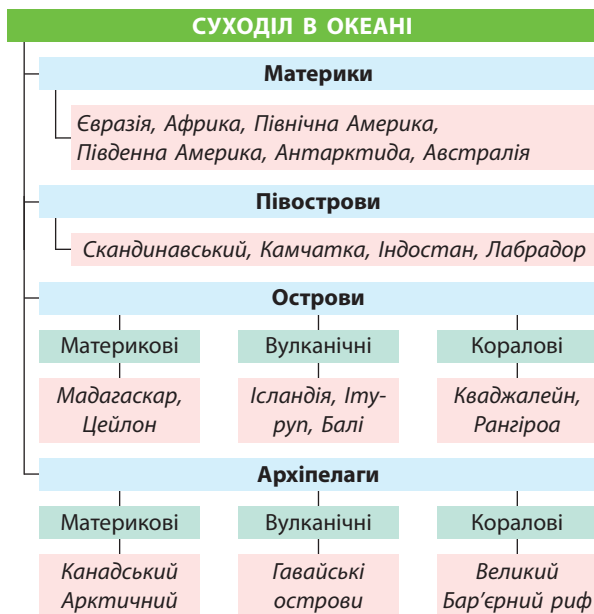 СУХОДІЛ В ОКЕАНІ
Материки
Євразія, Африка, Північна Америка,
Південна Америка, Антарктида, Австралія
Півострови
Скандинавський, Камчатка, Індостан, Лабрадор
Острови
Материкові
Вулканічні
Коралові
Мадагаскар,
Цейлон
Ісландія, Іту-
руп, Балі
Кваджалейн,
Рангіроа
Архіпелаги
Материкові
Вулканічні
Коралові
Канадський
Арктичний
Гавайські
острови
Великий
Бар’єрний риф